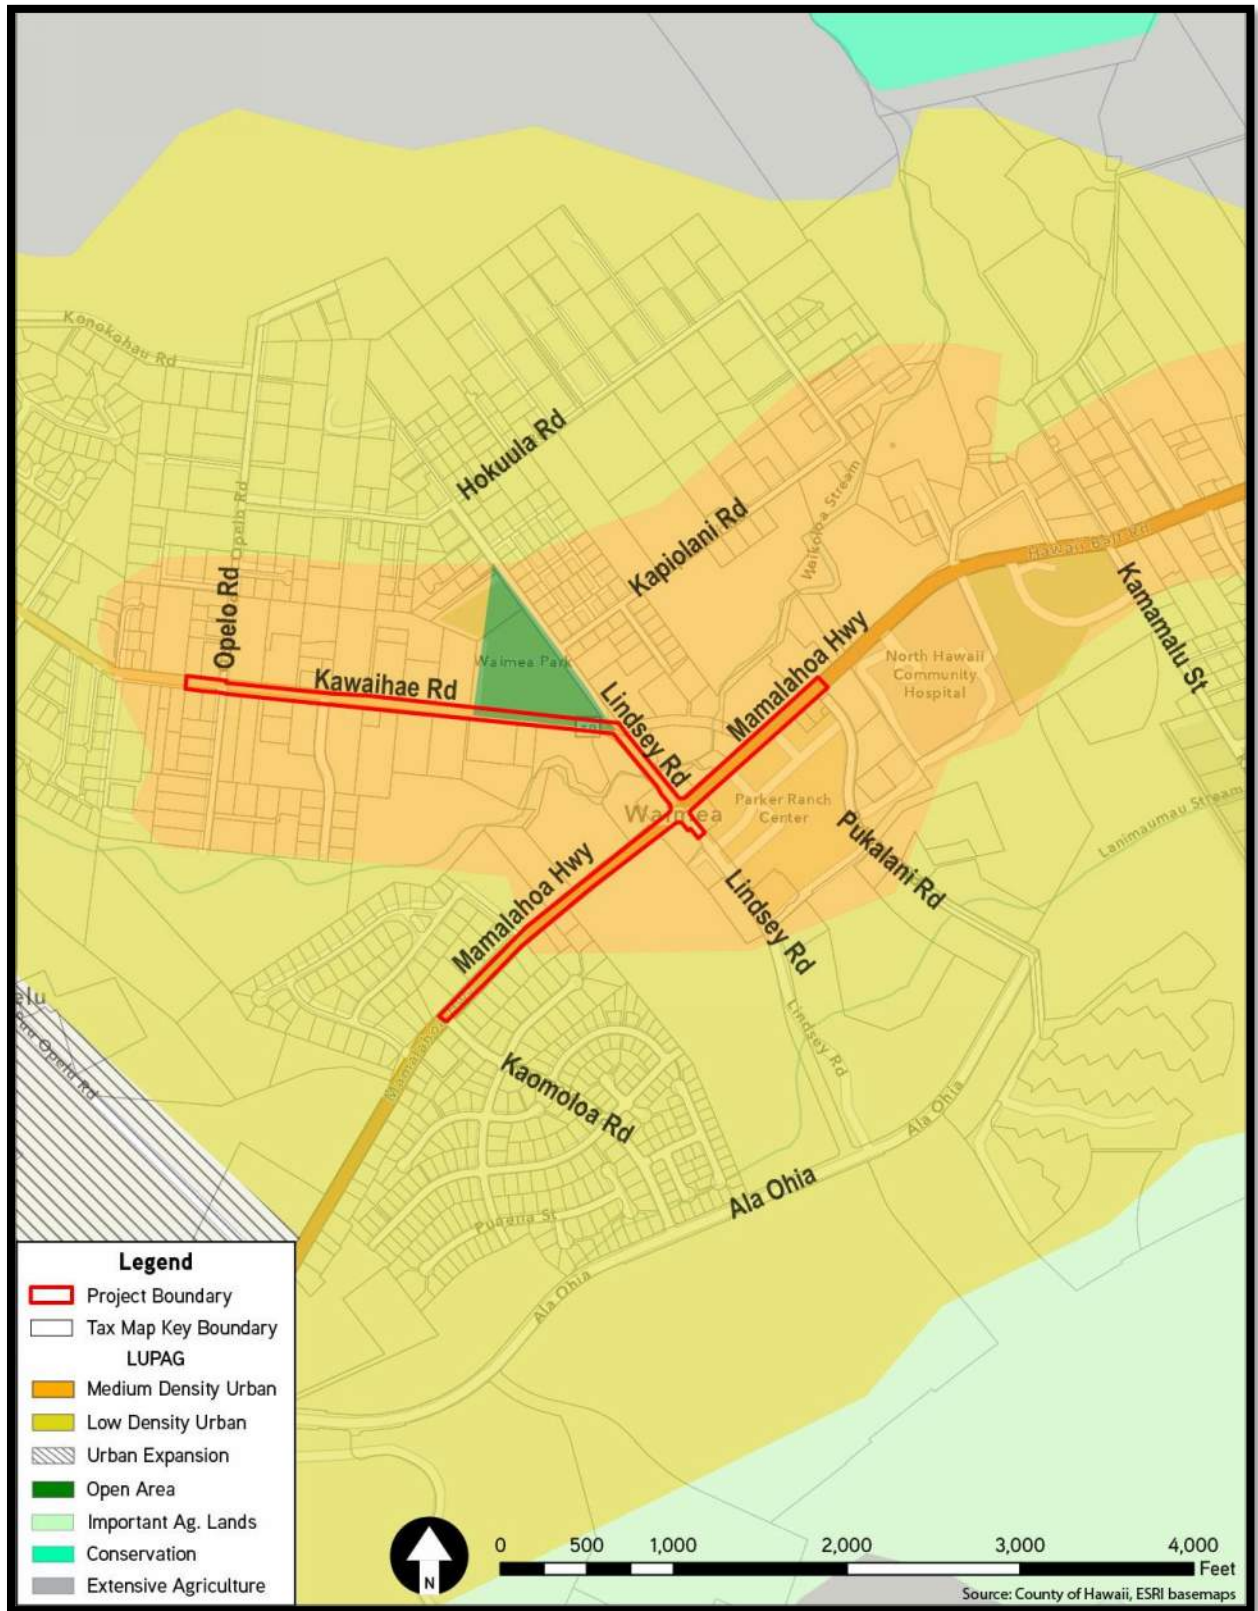 Konokohau Rd
Hokuula Rd
Opelo Rd
Kapiolani Rd
Waikoloa Stream
Hawaii Belt Rd
Opelo Rd
Kamamalu St
Waimea Park
Kawaihae Rd
Lindsey Rd
Mamalahoa Hwy
North Hawaii
Community
Hospital
Waimea
Parker Ranch
Center
Pukalani Rd
Lanimaumau Stream
Mamalahoa Hwy
Lindsey Rd
elu
Puu Opelu Rd
Lindsey Rd
Kaomoloa Rd
Ala Ohia
Ala Ohia
Puaena St
Ala Ohia
Legend
Project Boundary
Tax Map Key Boundary
LUPAG
Medium Density Urban
Low Density Urban
Urban Expansion
Open Area
Important Ag. Lands
Conservation
Extensive Agriculture
N
0 500 1,000 2,000 3,000 4,000
Feet
Source: County of Hawaii, ESRI basemaps